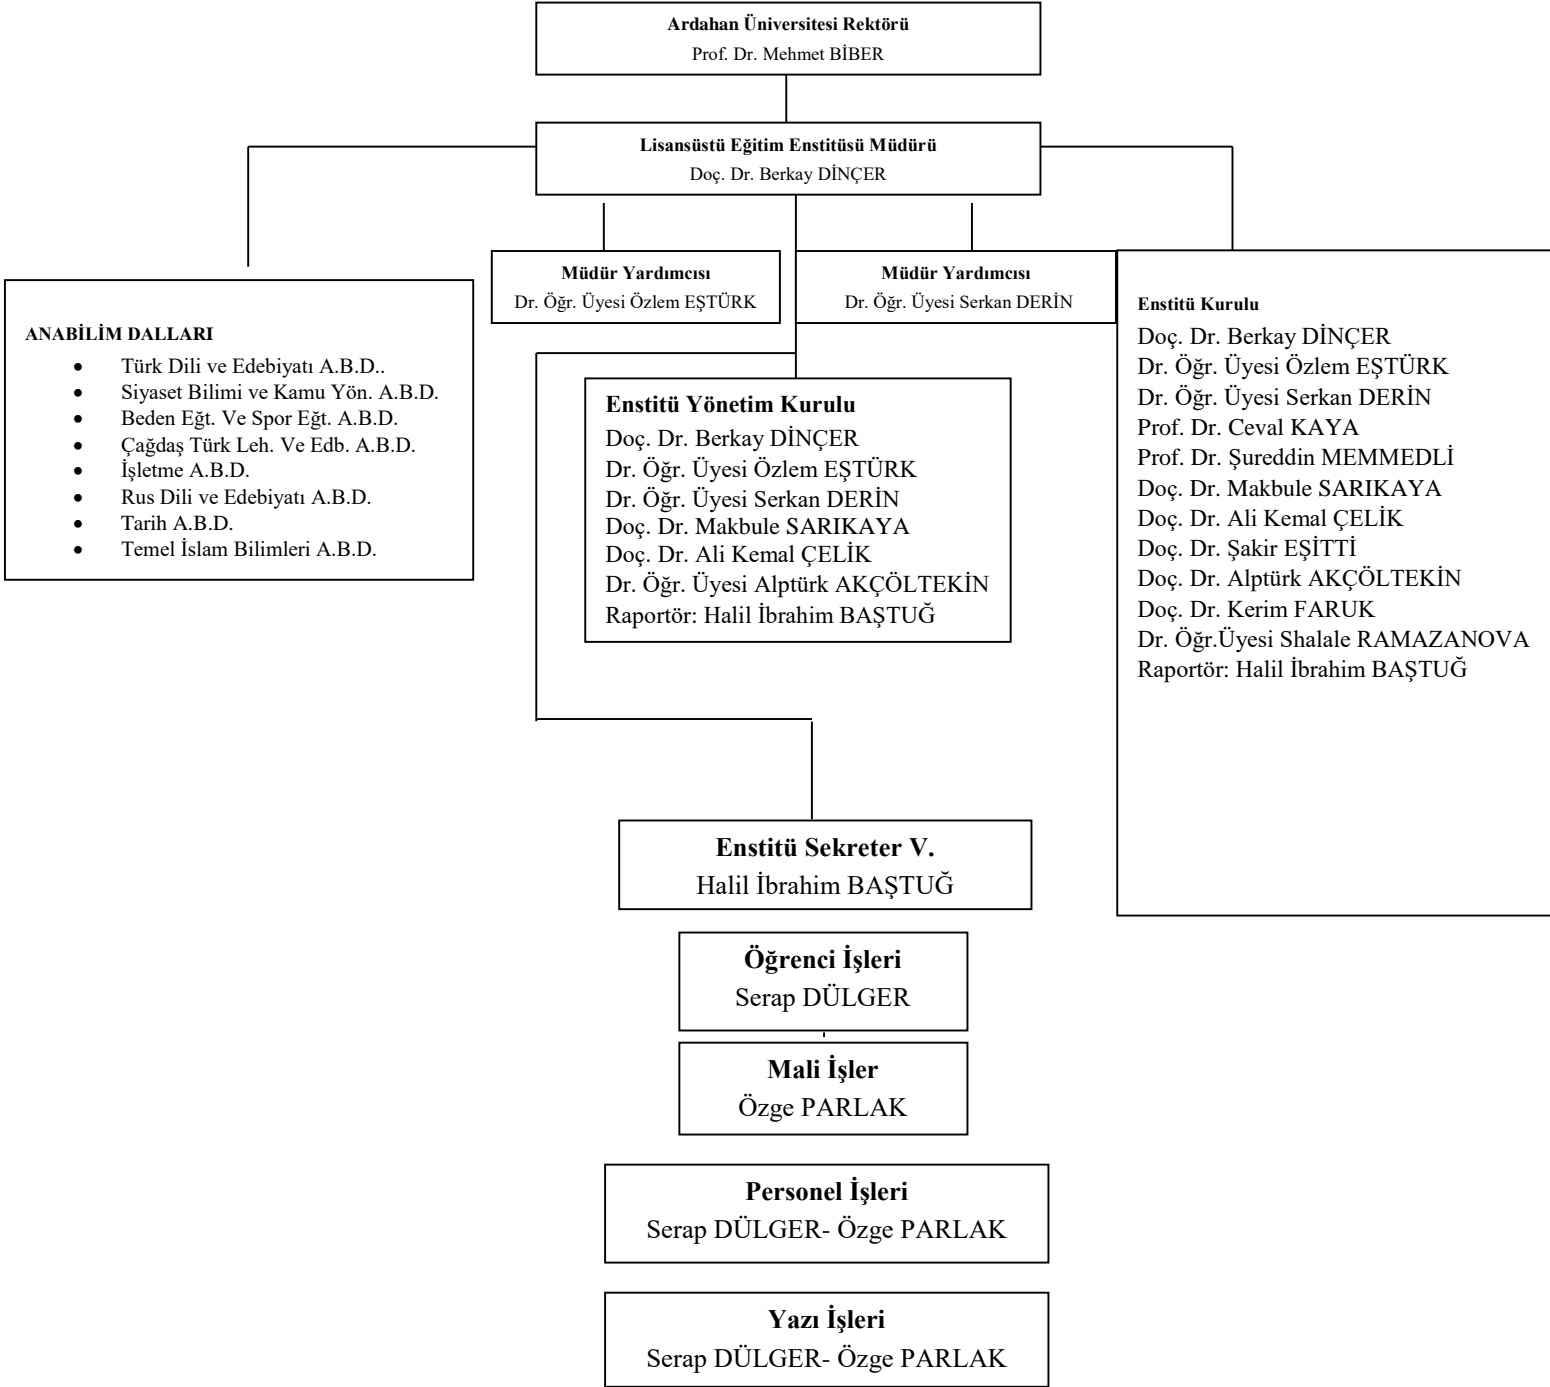 Ardahan Üniversitesi Rektörü
Prof. Dr. Mehmet BİBER
Lisansüstü Eğitim Enstitüsü Müdürü
Doç. Dr. Berkay DİNÇER
Müdür Yardımcısı
Dr. Öğr. Üyesi Özlem EŞTÜRK
Müdür Yardımcısı
Dr. Öğr. Üyesi Serkan DERİN
ANABİLİM DALLARI
• Türk Dili ve Edebiyatı A.B.D..
• Siyaset Bilimi ve Kamu Yön. A.B.D.
• Beden Eğt. Ve Spor Eğt. A.B.D.
• Çağdaş Türk Leh. Ve Edb. A.B.D.
• İşletme A.B.D.
• Rus Dili ve Edebiyatı A.B.D.
• Tarih A.B.D.
• Temel İslam Bilimleri A.B.D.
Enstitü Yönetim Kurulu
Doç. Dr. Berkay DİNÇER
Dr. Öğr. Üyesi Özlem EŞTÜRK
Dr. Öğr. Üyesi Serkan DERİN
Doç. Dr. Makbule SARIKAYA
Doç. Dr. Ali Kemal ÇELİK
Dr. Öğr. Üyesi Alptürk AKÇÖLTEKİN
Raportör: Halil İbrahim BAŞTUĞ
Enstitü Kurulu
Doç. Dr. Berkay DİNÇER
Dr. Öğr. Üyesi Özlem EŞTÜRK
Dr. Öğr. Üyesi Serkan DERİN
Prof. Dr. Ceval KAYA
Prof. Dr. Şureddin MEMMEDLİ
Doç. Dr. Makbule SARIKAYA
Doç. Dr. Ali Kemal ÇELİK
Doç. Dr. Şakir EŞİTTİ
Doç. Dr. Alptürk AKÇÖLTEKİN
Doç. Dr. Kerim FARUK
Dr. Öğr.Üyesi Shalale RAMAZANOVA
Raportör: Halil İbrahim BAŞTUĞ
Enstitü Sekreter V.
Halil İbrahim BAŞTUĞ
Öğrenci İşleri
Serap DÜLGER
Mali İşler
Özge PARLAK
Personel İşleri
Serap DÜLGER- Özge PARLAK
Yazı İşleri
Serap DÜLGER- Özge PARLAK